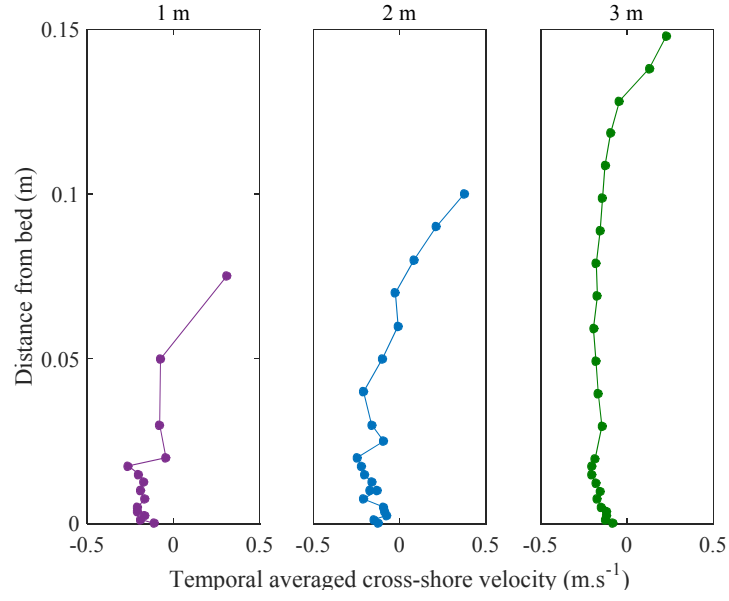 1 m 2 m 3 m
0.15
0.1
0.05
0
-0.5 0 0.5 -0.5 0 0.5 -0.5 0 0.5
Distance from bed (m)
Temporal averaged cross-shore velocity (m.s⁻¹)